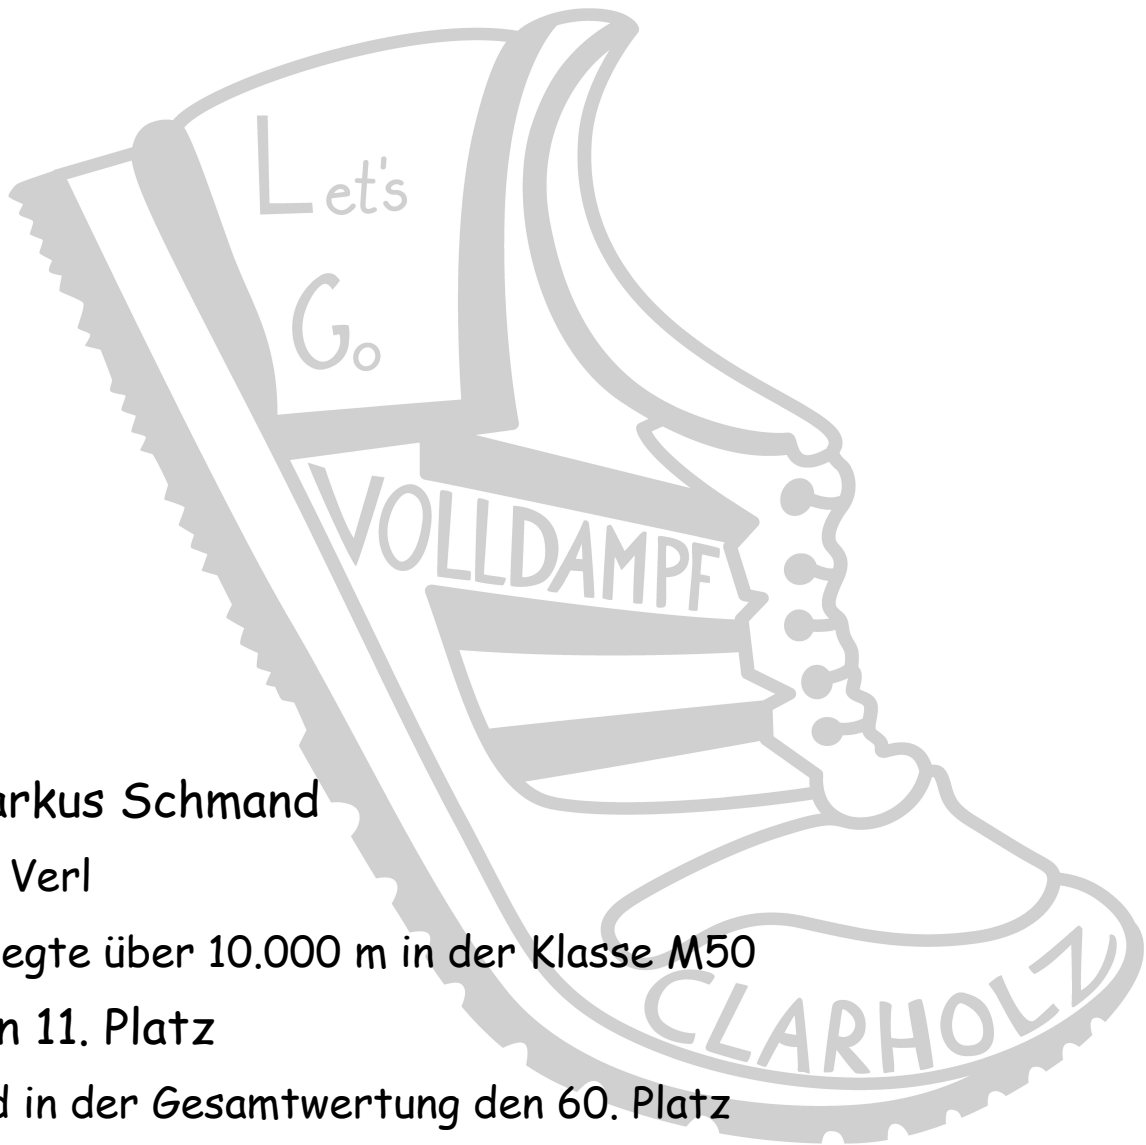 Let's
Go
VOLLDAMPF
arkus Schmand
Verl
egte über 10.000 m in der Klasse M50
n 11. Platz
CLARHOLZ
d in der Gesamtwertung den 60. Platz